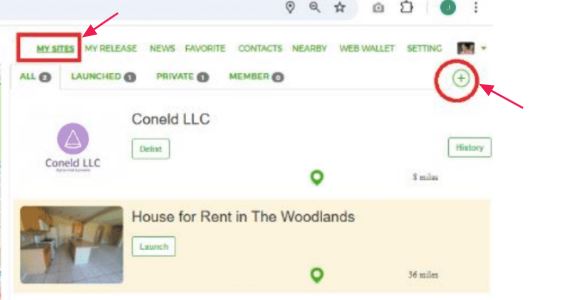 MY SITES MY RELEASE NEWS FAVORITE CONTACTS NEARBY WEB WALLET SETTING
ALL 2 LAUNCHED 1 PRIVATE 1 MEMBER 0
Coneld LLC
Delist
History
Coneld LLC
8 miles
House for Rent in The Woodlands
Launch
36 miles